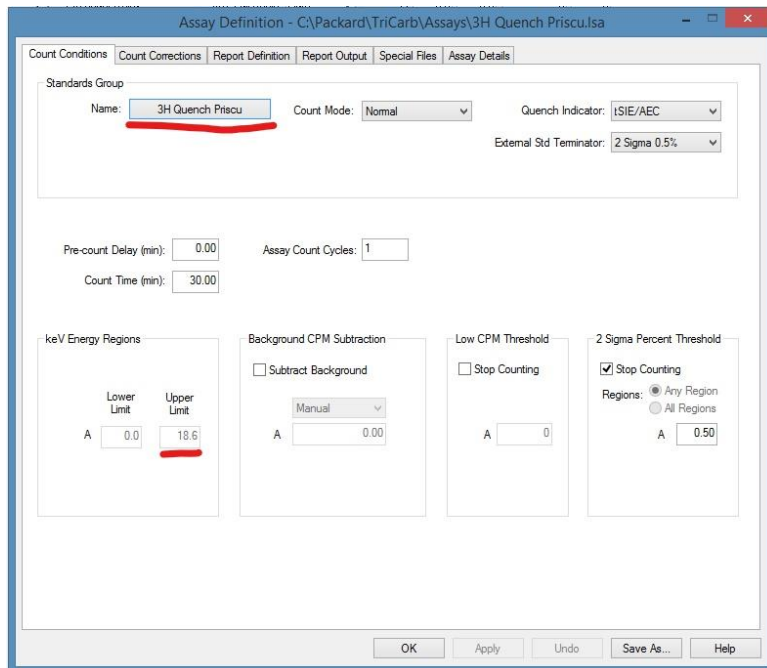 Assay Definition - C:\Packard\TriCarb\Assays\3H Quench Priscu.lsa
Count Conditions Count Corrections Report Definition Report Output Special Files Assay Details
Standards Group
Name: 3H Quench Priscu Count Mode: Normal Quench Indicator: tSIE/AEC
External Std Terminator: 2 Sigma 0.5%
Pre-count Delay (min): 0.00 Assay Count Cycles: 1
Count Time (min): 30.00
keV Energy Regions Background CPM Subtraction Low CPM Threshold 2 Sigma Percent Threshold
Subtract Background Stop Counting Stop Counting
Lower Limit Upper Limit Manual Regions: Any Region
All Regions
A 0.0 18.6 A 0.00 A 0 A 0.50
OK Apply Undo Save As... Help